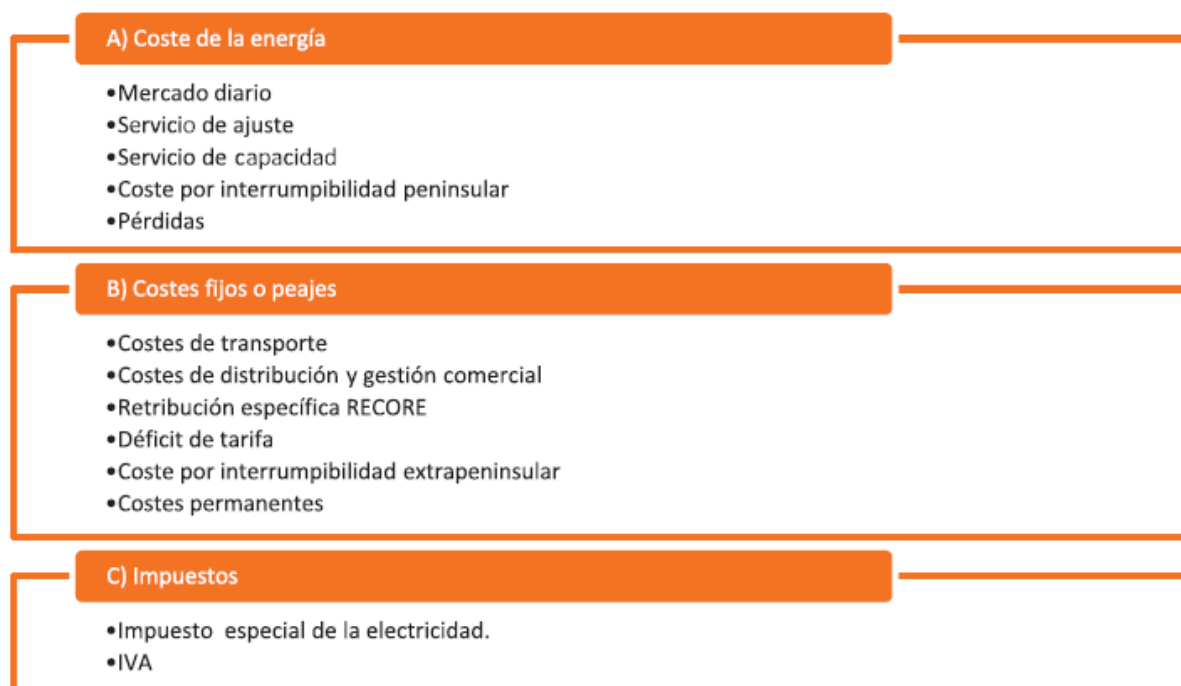 A) Coste de la energía
•Mercado diario
•Servicio de ajuste
•Servicio de capacidad
•Coste por interrumpibilidad peninsular
•Pérdidas
B) Costes fijos o peajes
•Costes de transporte
•Costes de distribución y gestión comercial
•Retribución específica RECORE
•Déficit de tarifa
•Coste por interrumpibilidad extrapeninsular
•Costes permanentes
C) Impuestos
•Impuesto especial de la electricidad.
•IVA